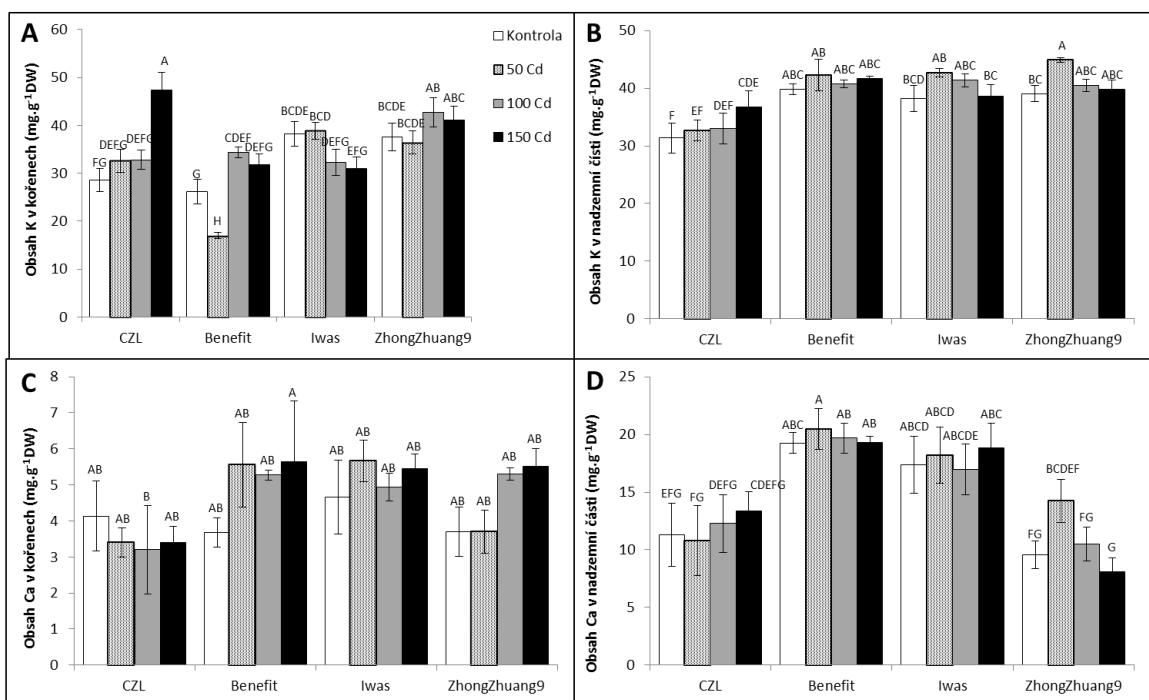 A
Obsah K v kořenech (mg.g⁻¹DW)
60
50
40
30
20
10
0
Kontrola
50 Cd
100 Cd
150 Cd
FG DEFG DEFG A
G H CDEF DEFG
BCDE BCD DEFG EFG
BCDE BCDE AB ABC
CZL Benefit Iwas ZhongZhuang9
B
Obsah K v nadzemní čísti (mg.g⁻¹DW)
60
50
40
30
20
10
0
F EF DEF CDE
ABC AB ABC ABC
BCD AB ABC BC
BC A ABC ABC
CZL Benefit Iwas ZhongZhuang9
C
Obsah Ca v kořenech (mg.g⁻¹DW)
8
7
6
5
4
3
2
1
0
AB AB B AB
AB AB AB A
AB AB AB AB
AB AB AB AB
CZL Benefit Iwas ZhongZhuang9
D
Obsah Ca v nadzemní části (mg.g⁻¹DW)
25
20
15
10
5
0
EFG FG DEFG CDEFG
ABC A AB AB
ABCD ABCD ABCDE ABC
FG BCDEF FG G
CZL Benefit Iwas ZhongZhuang9